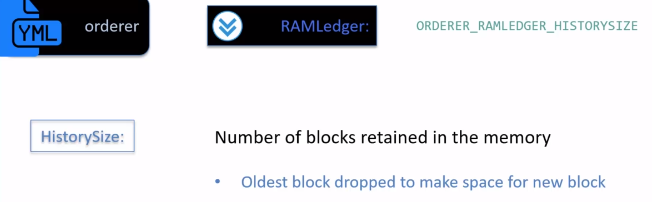 YML orderer RAMLedger: ORDERER_RAMLEDGER_HISTORYSIZE
HistorySize: Number of blocks retained in the memory
• Oldest block dropped to make space for new block